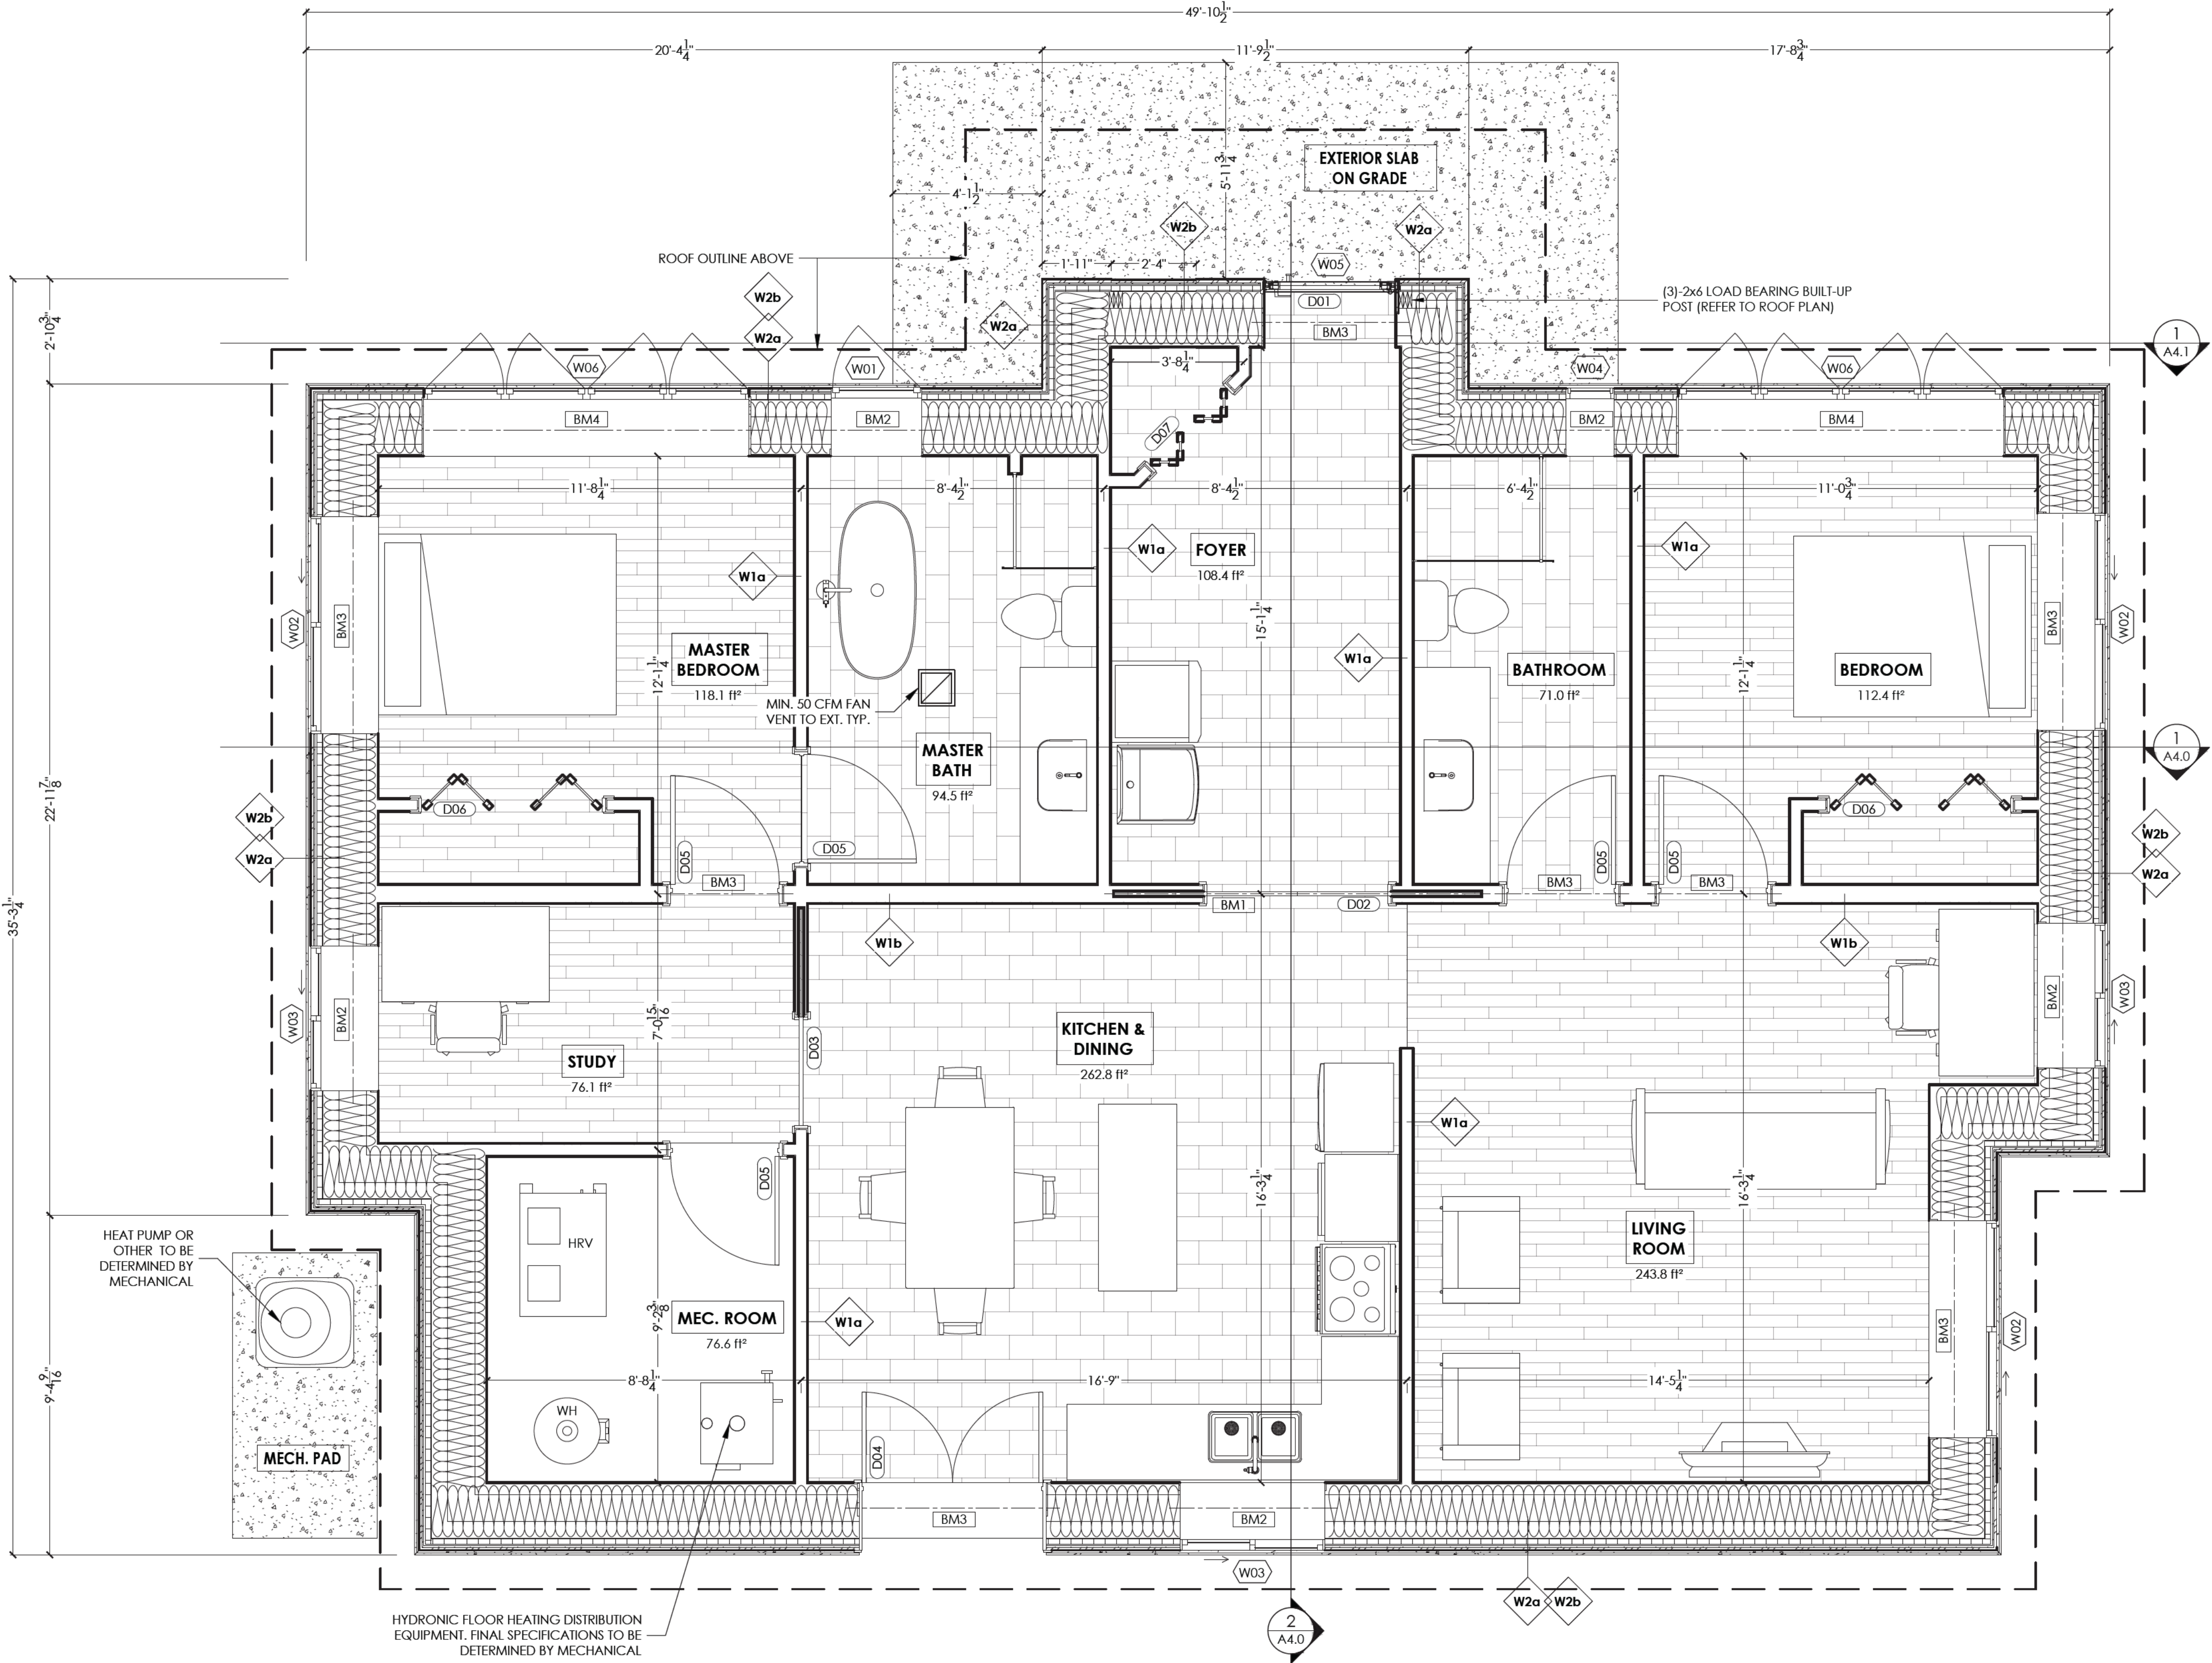 49'-10 1/2"
20'-4 1/4"
11'-9 1/2"
17'-8 3/4"
EXTERIOR SLAB
ON GRADE
5'-11 3/4"
4'-1 1/2"
W2b
W2a
ROOF OUTLINE ABOVE
1'-11"
2'-4"
W05
W2b
D01
(3)-2x6 LOAD BEARING BUILT-UP
POST (REFER TO ROOF PLAN)
W2a
W2a
BM3
1
A4.1
2'-10 3/4"
W06
W01
3'-8 1/4"
W04
W06
BM4
BM2
D07
BM2
BM4
11'-8 1/4"
8'-4 1/2"
8'-4 1/2"
6'-4 1/2"
11'-0 3/4"
W1a
FOYER
108.4 ft²
W1a
W1a
W02
BM3
15'-1 1/4"
BM3
W02
MASTER
BEDROOM
118.1 ft²
12'-1 1/4"
W1a
BATHROOM
71.0 ft²
12'-1 1/4"
BEDROOM
112.4 ft²
MIN. 50 CFM FAN
VENT TO EXT. TYP.
MASTER
BATH
94.5 ft²
1
A4.0
22'-11 7/8"
35'-3 1/4"
W2b
D06
D06
W2b
W2a
D05
D05
D05
D05
W2a
BM3
BM3
BM3
BM1
D02
W1b
W1b
W03
BM2
7'-0 15/16"
D03
KITCHEN &
DINING
262.8 ft²
BM2
W03
STUDY
76.1 ft²
W1a
D05
16'-3 1/4"
16'-3 1/4"
HEAT PUMP OR
OTHER TO BE
DETERMINED BY
MECHANICAL
HRV
LIVING
ROOM
243.8 ft²
9'-2 3/8"
MEC. ROOM
76.6 ft²
W1a
BM3
W02
9'-4 9/16"
8'-8 1/4"
16'-9"
14'-5 1/4"
WH
MECH. PAD
D04
BM3
BM2
W03
W2a
W2b
HYDRONIC FLOOR HEATING DISTRIBUTION
EQUIPMENT. FINAL SPECIFICATIONS TO BE
DETERMINED BY MECHANICAL
2
A4.0